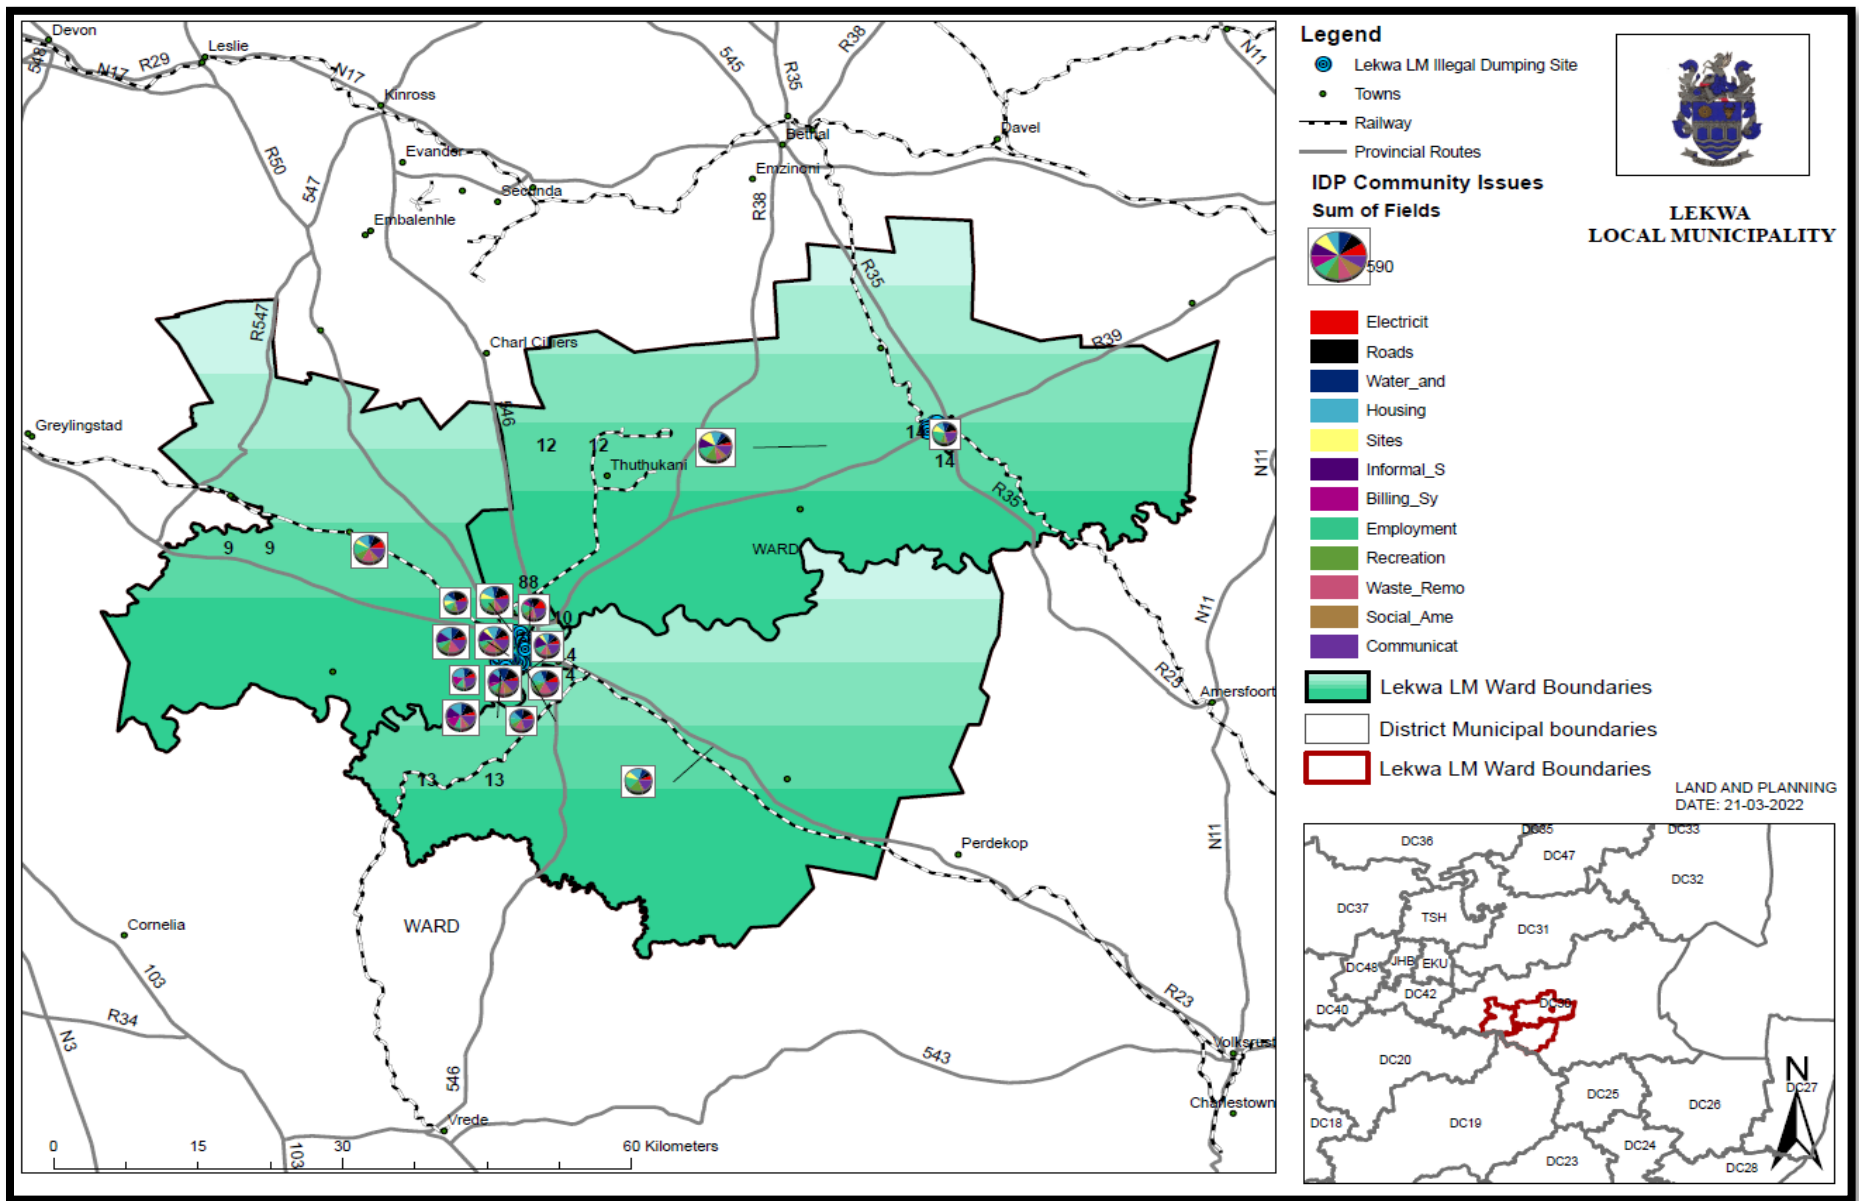 Devon
548
N17
R29
Leslie
N17
Kinross
R50
547
Evander
Secunda
Embalenhle
545
R35
R38
N11
Bethal
Davel
Emzinoni
R38
R35
R547
Charl Cilliers
R39
Greylingstad
546
12
12
Thuthukani
14
14
R35
N11
9
9
WARD
88
10
4
4
N11
R25
Amersfoort
13
13
N11
Perdekop
WARD
Cornelia
103
R34
N3
R23
543
Volksrust
546
Charlestown
Vrede
103
0
15
30
60 Kilometers
Legend
Lekwa LM Illegal Dumping Site
Towns
Railway
Provincial Routes
IDP Community Issues
Sum of Fields
590
LEKWA
LOCAL MUNICIPALITY
Electricit
Roads
Water_and
Housing
Sites
Informal_S
Billing_Sy
Employment
Recreation
Waste_Remo
Social_Ame
Communicat
Lekwa LM Ward Boundaries
District Municipal boundaries
Lekwa LM Ward Boundaries
LAND AND PLANNING
DATE: 21-03-2022
DC36
DC35
DC33
DC47
DC32
DC37
TSH
DC31
DC48
JHB
EKU
DC42
DC40
DC30
DC20
N
DC27
DC25
DC26
DC18
DC19
DC24
DC23
DC28